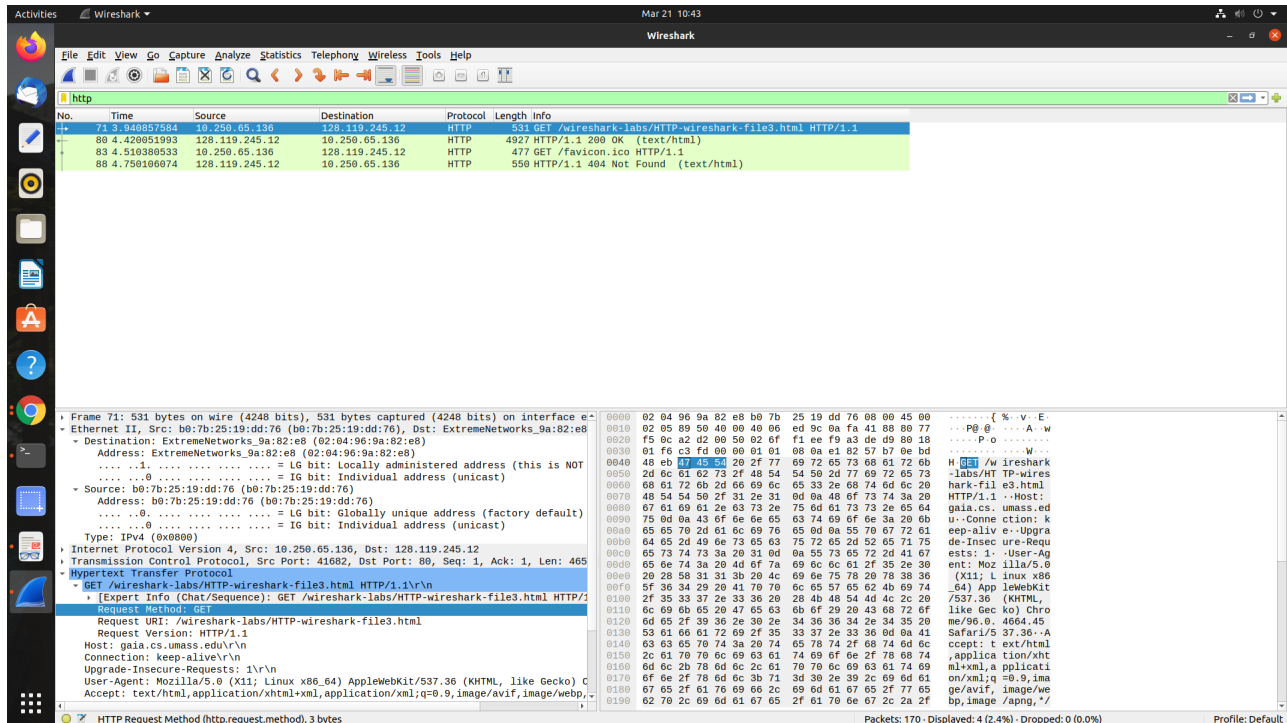 Activities Wireshark Mar 21 10:43
Wireshark
File Edit View Go Capture Analyze Statistics Telephony Wireless Tools Help
http
No. Time Source Destination Protocol Length Info
71 3.940857584 10.250.65.136 128.119.245.12 HTTP 531 GET /wireshark-labs/HTTP-wireshark-file3.html HTTP/1.1
80 4.420051993 128.119.245.12 10.250.65.136 HTTP 4927 HTTP/1.1 200 OK (text/html)
83 4.510380533 10.250.65.136 128.119.245.12 HTTP 477 GET /favicon.ico HTTP/1.1
88 4.750106074 128.119.245.12 10.250.65.136 HTTP 550 HTTP/1.1 404 Not Found (text/html)
Frame 71: 531 bytes on wire (4248 bits), 531 bytes captured (4248 bits) on interface e
Ethernet II, Src: b0:7b:25:19:dd:76 (b0:7b:25:19:dd:76), Dst: ExtremeNetworks_9a:82:e8
Destination: ExtremeNetworks_9a:82:e8 (02:04:96:9a:82:e8)
Address: ExtremeNetworks_9a:82:e8 (02:04:96:9a:82:e8)
.... ..1. .... .... .... .... = LG bit: Locally administered address (this is NOT
.... ...0 .... .... .... .... = IG bit: Individual address (unicast)
Source: b0:7b:25:19:dd:76 (b0:7b:25:19:dd:76)
Address: b0:7b:25:19:dd:76 (b0:7b:25:19:dd:76)
.... ..0. .... .... .... .... = LG bit: Globally unique address (factory default)
.... ...0 .... .... .... .... = IG bit: Individual address (unicast)
Type: IPv4 (0x0800)
Internet Protocol Version 4, Src: 10.250.65.136, Dst: 128.119.245.12
Transmission Control Protocol, Src Port: 41682, Dst Port: 80, Seq: 1, Ack: 1, Len: 465
Hypertext Transfer Protocol
GET /wireshark-labs/HTTP-wireshark-file3.html HTTP/1.1\r\n
[Expert Info (Chat/Sequence): GET /wireshark-labs/HTTP-wireshark-file3.html HTTP/1
Request Method: GET
Request URI: /wireshark-labs/HTTP-wireshark-file3.html
Request Version: HTTP/1.1
Host: gaia.cs.umass.edu\r\n
Connection: keep-alive\r\n
Upgrade-Insecure-Requests: 1\r\n
User-Agent: Mozilla/5.0 (X11; Linux x86_64) AppleWebKit/537.36 (KHTML, like Gecko) C
Accept: text/html,application/xhtml+xml,application/xml;q=0.9,image/avif,image/webp,
0000 02 04 96 9a 82 e8 b0 7b 25 19 dd 76 08 00 45 00 ·······{ %··v··E·
0010 02 05 89 50 40 00 40 06 ed 9c 0a fa 41 88 80 77 ···P@·@· ····A··w
0020 f5 0c a2 d2 00 50 02 6f f1 ee f9 a3 de d9 80 18 ·····P·o ········
0030 01 f6 c3 fd 00 00 01 01 08 0a e1 82 57 b7 0e bd ········ ····W···
0040 48 eb 47 45 54 20 2f 77 69 72 65 73 68 61 72 6b H·GET /w ireshark
0050 2d 6c 61 62 73 2f 48 54 54 50 2d 77 69 72 65 73 -labs/HT TP-wires
0060 68 61 72 6b 2d 66 69 6c 65 33 2e 68 74 6d 6c 20 hark-fil e3.html
0070 48 54 54 50 2f 31 2e 31 0d 0a 48 6f 73 74 3a 20 HTTP/1.1 ··Host:
0080 67 61 69 61 2e 63 73 2e 75 6d 61 73 73 2e 65 64 gaia.cs. umass.ed
0090 75 0d 0a 43 6f 6e 6e 65 63 74 69 6f 6e 3a 20 6b u··Conne ction: k
00a0 65 65 70 2d 61 6c 69 76 65 0d 0a 55 70 67 72 61 eep-aliv e··Upgra
00b0 64 65 2d 49 6e 73 65 63 75 72 65 2d 52 65 71 75 de-Insec ure-Requ
00c0 65 73 74 73 3a 20 31 0d 0a 55 73 65 72 2d 41 67 ests: 1· ·User-Ag
00d0 65 6e 74 3a 20 4d 6f 7a 69 6c 6c 61 2f 35 2e 30 ent: Moz illa/5.0
00e0 20 28 58 31 31 3b 20 4c 69 6e 75 78 20 78 38 36 (X11; L inux x86
00f0 5f 36 34 29 20 41 70 70 6c 65 57 65 62 4b 69 74 _64) App leWebKit
0100 2f 35 33 37 2e 33 36 20 28 4b 48 54 4d 4c 2c 20 /537.36 (KHTML,
0110 6c 69 6b 65 20 47 65 63 6b 6f 29 20 43 68 72 6f like Gec ko) Chro
0120 6d 65 2f 39 36 2e 30 2e 34 36 36 34 2e 34 35 20 me/96.0. 4664.45
0130 53 61 66 61 72 69 2f 35 33 37 2e 33 36 0d 0a 41 Safari/5 37.36··A
0140 63 63 65 70 74 3a 20 74 65 78 74 2f 68 74 6d 6c ccept: t ext/html
0150 2c 61 70 70 6c 69 63 61 74 69 6f 6e 2f 78 68 74 ,applica tion/xht
0160 6d 6c 2b 78 6d 6c 2c 61 70 70 6c 69 63 61 74 69 ml+xml,a pplicati
0170 6f 6e 2f 78 6d 6c 3b 71 3d 30 2e 39 2c 69 6d 61 on/xml;q =0.9,ima
0180 67 65 2f 61 76 69 66 2c 69 6d 61 67 65 2f 77 65 ge/avif, image/we
0190 62 70 2c 69 6d 61 67 65 2f 61 70 6e 67 2c 2a 2f bp,image /apng,*/
HTTP Request Method (http.request.method), 3 bytes Packets: 170 · Displayed: 4 (2.4%) · Dropped: 0 (0.0%) Profile: Default